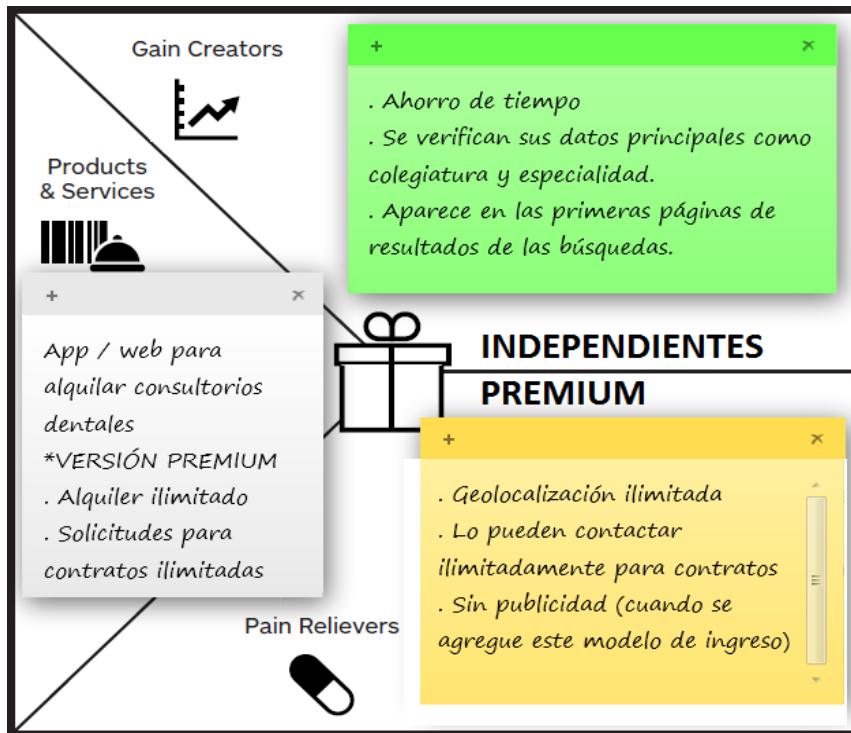 Gain Creators
+ ×
. Ahorro de tiempo
. Se verifican sus datos principales como
colegiatura y especialidad.
. Aparece en las primeras páginas de
resultados de las búsquedas.
Products
& Services
+ ×
App / web para
alquilar consultorios
dentales
*VERSIÓN PREMIUM
. Alquiler ilimitado
. Solicitudes para
contratos ilimitadas
INDEPENDIENTES
PREMIUM
+ ×
. Geolocalización ilimitada
. Lo pueden contactar
ilimitadamente para contratos
. Sin publicidad (cuando se
agregue este modelo de ingreso)
Pain Relievers